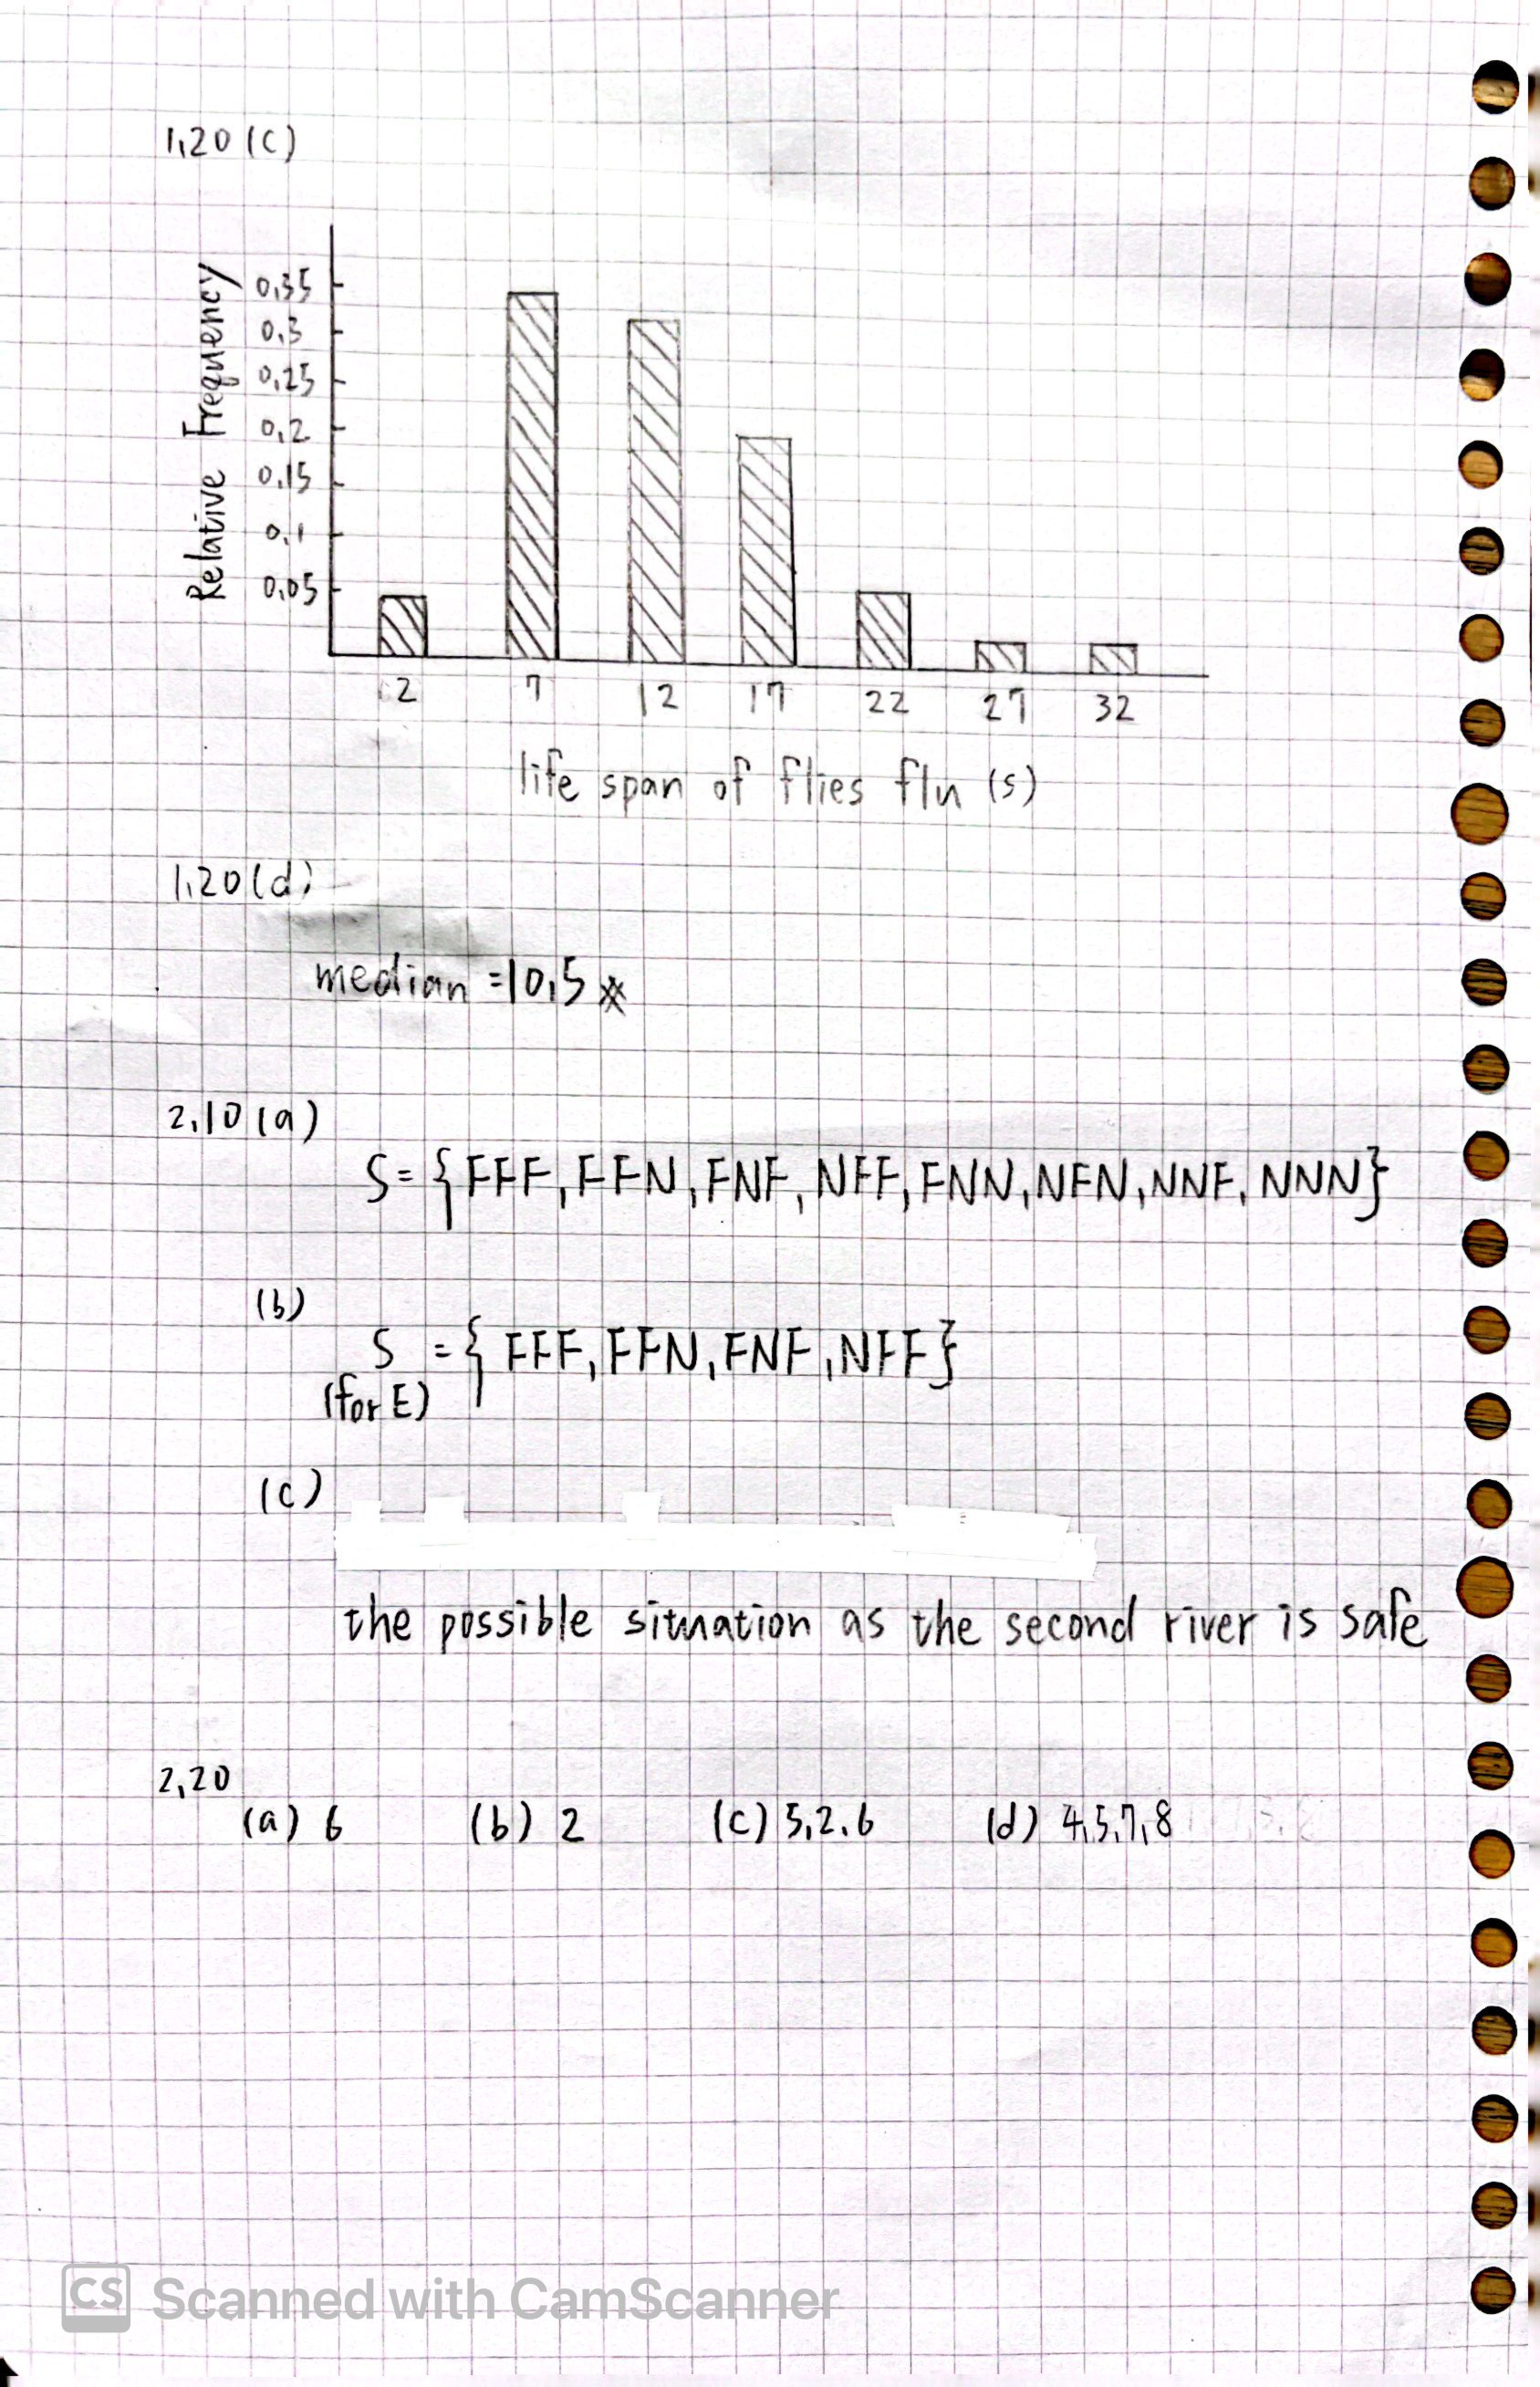 1.20 (c)
Relative Frequency
0.35
0.3
0.25
0.2
0.15
0.1
0.05
2 7 12 17 22 27 32
life span of flies flu (s)
1.20 (d)
median = 10.5 ※
2.10 (a)
S = { FFF, FFN, FNF, NFF, FNN, NFN, NNF, NNN}
(b)
S = { FFF, FFN, FNF, NFF}
(for E)
(c)
the possible situation as the second river is safe
2.20
(a) 6 (b) 2 (c) 5,2,6 (d) 4,5,7,8
CS Scanned with CamScanner